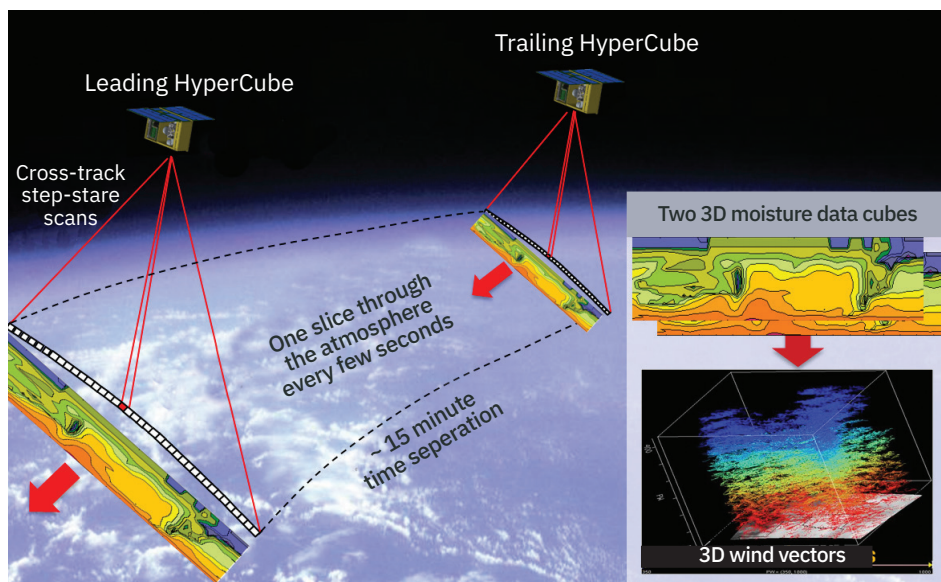 Trailing HyperCube
Leading HyperCube
Cross-track
step-stare
scans
One slice through
the atmosphere
every few seconds
~ 15 minute
time seperation
Two 3D moisture data cubes
3D wind vectors